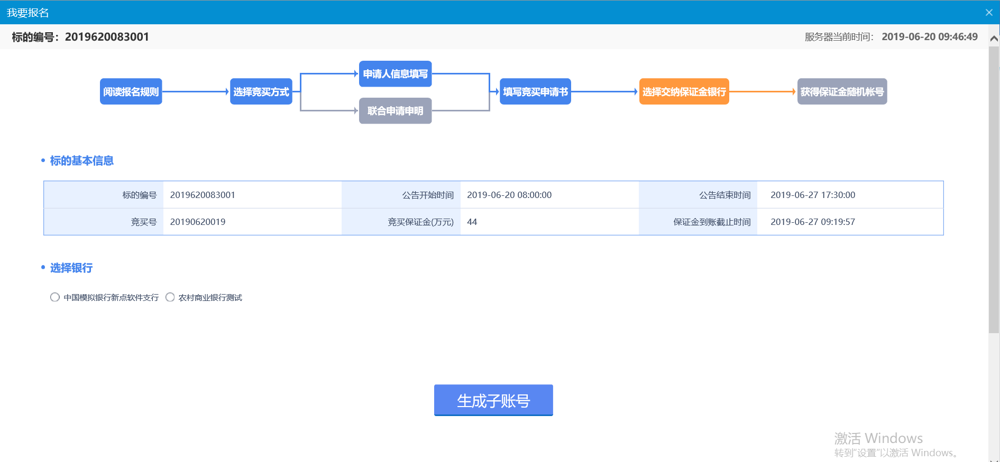 我要报名
标的编号：2019620083001
服务器当前时间： 2019-06-20 09:46:49
阅读报名规则
选择竞买方式
申请人信息填写
联合申请申明
填写竞买申请书
选择交纳保证金银行
获得保证金随机帐号
标的基本信息
标的编号 2019620083001 公告开始时间 2019-06-20 08:00:00 公告结束时间 2019-06-27 17:30:00
竞买号 20190620019 竞买保证金(万元) 44 保证金到账截止时间 2019-06-27 09:19:57
选择银行
中国模拟银行新点软件支行 农村商业银行测试
生成子账号
激活 Windows
转到“设置”以激活 Windows。